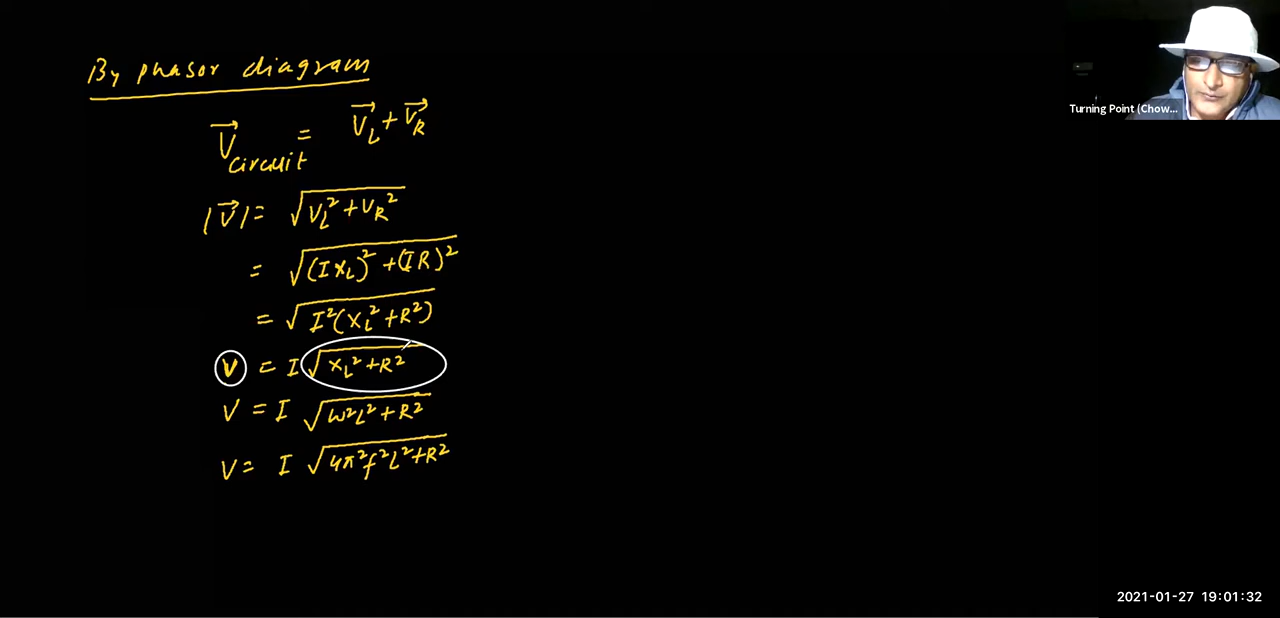 By phasor diagram
V⃗circuit = V⃗L + V⃗R
|V⃗| = √(VL² + VR²)
= √((IXL)² + (IR)²)
= √(I²(XL² + R²))
V = I √(XL² + R²)
V = I √(ω²L² + R²)
V = I √(4π²f²L² + R²)
Turning Point (Chow...
2021-01-27 19:01:32